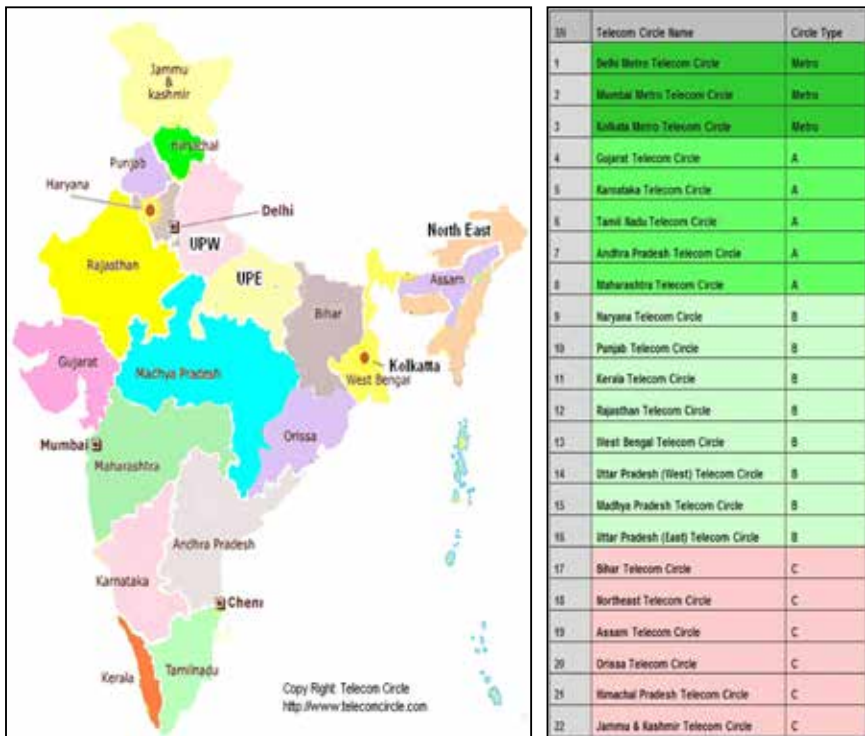 Jammu
&
kashmir
Himachal
Punjab
Haryana
Delhi
North East
UPW
Rajasthan
UPE
Assam
Bihar
Gujarat
Madhya Pradesh
Kolkatta
West Bengal
Orissa
Mumbai
Maharashtra
Andhra Pradesh
Karnataka
Chenr
Kerala
Tamilnadu
Copy Right: Telecom Circle
http://www.telecomcircle.com
SN Telecom Circle Name Circle Type
1 Delhi Metro Telecom Circle Metro
2 Mumbai Metro Telecom Circle Metro
3 Kolkata Metro Telecom Circle Metro
4 Gujarat Telecom Circle A
5 Karnataka Telecom Circle A
6 Tamil Nadu Telecom Circle A
7 Andhra Pradesh Telecom Circle A
8 Maharashtra Telecom Circle A
9 Haryana Telecom Circle B
10 Punjab Telecom Circle B
11 Kerala Telecom Circle B
12 Rajasthan Telecom Circle B
13 West Bengal Telecom Circle B
14 Uttar Pradesh (West) Telecom Circle B
15 Madhya Pradesh Telecom Circle B
16 Uttar Pradesh (East) Telecom Circle B
17 Bihar Telecom Circle C
18 Northeast Telecom Circle C
19 Assam Telecom Circle C
20 Orissa Telecom Circle C
21 Himachal Pradesh Telecom Circle C
22 Jammu & Kashmir Telecom Circle C